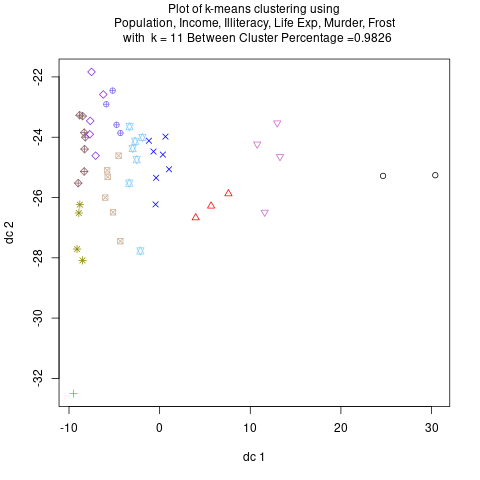 Plot of k-means clustering using
Population, Income, Illiteracy, Life Exp, Murder, Frost
with k = 11 Between Cluster Percentage =0.9826
-22
-24
-26
-28
-30
-32
dc 2
-10 0 10 20 30
dc 1